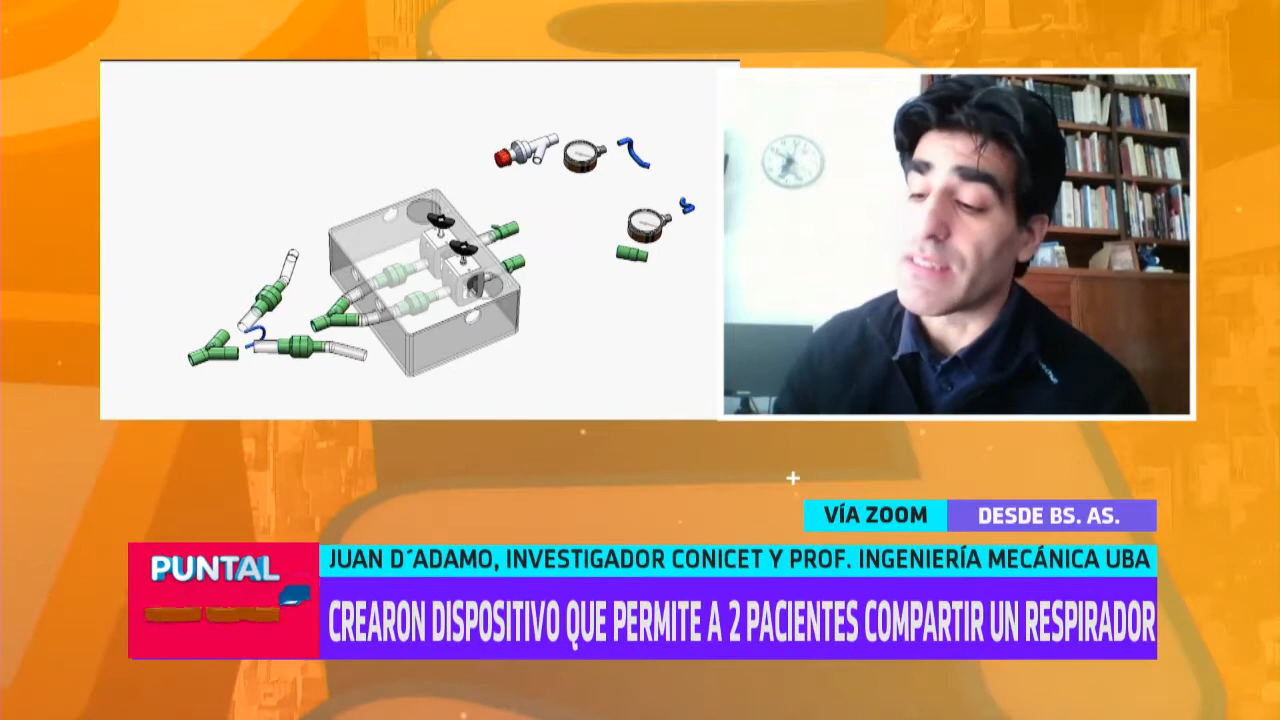 VÍA ZOOM
DESDE BS. AS.
PUNTAL
JUAN D´ADAMO, INVESTIGADOR CONICET Y PROF. INGENIERÍA MECÁNICA UBA
CREARON DISPOSITIVO QUE PERMITE A 2 PACIENTES COMPARTIR UN RESPIRADOR